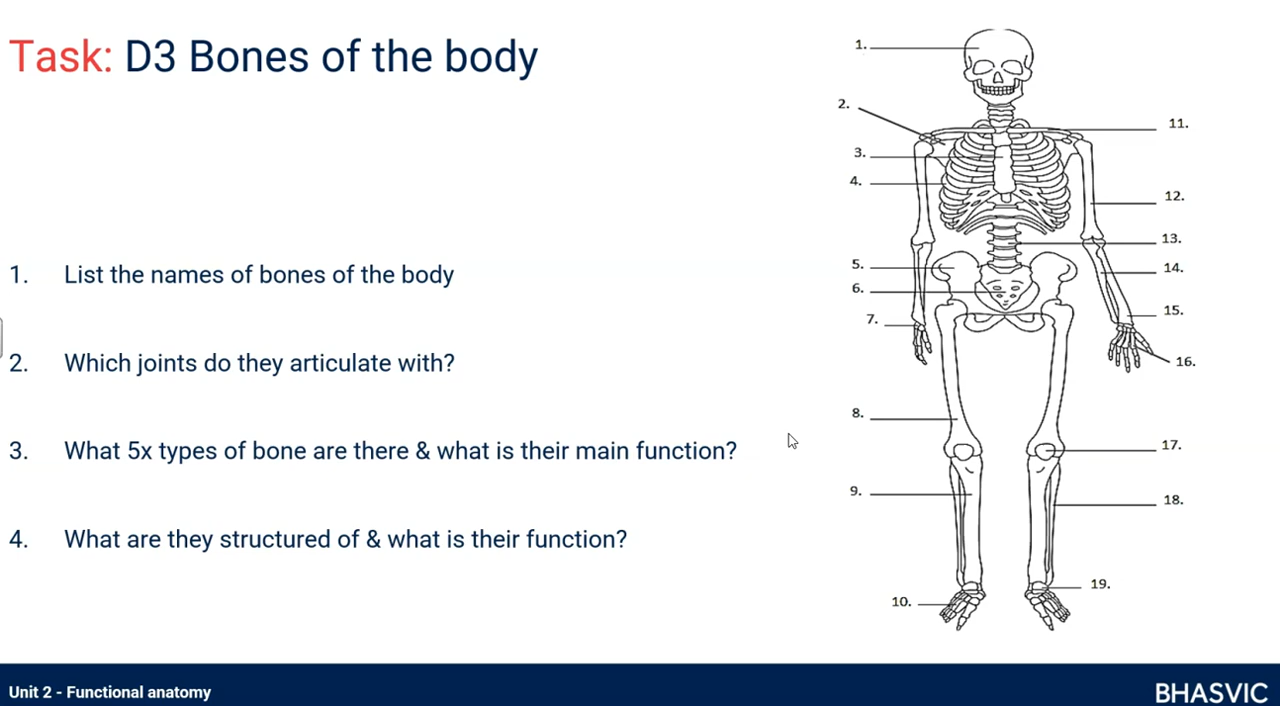 Task: D3 Bones of the body
1. List the names of bones of the body
2. Which joints do they articulate with?
3. What 5x types of bone are there & what is their main function?
4. What are they structured of & what is their function?
1.
2.
3.
4.
5.
6.
7.
8.
9.
10.
11.
12.
13.
14.
15.
16.
17.
18.
19.
Unit 2 - Functional anatomy
BHASVIC